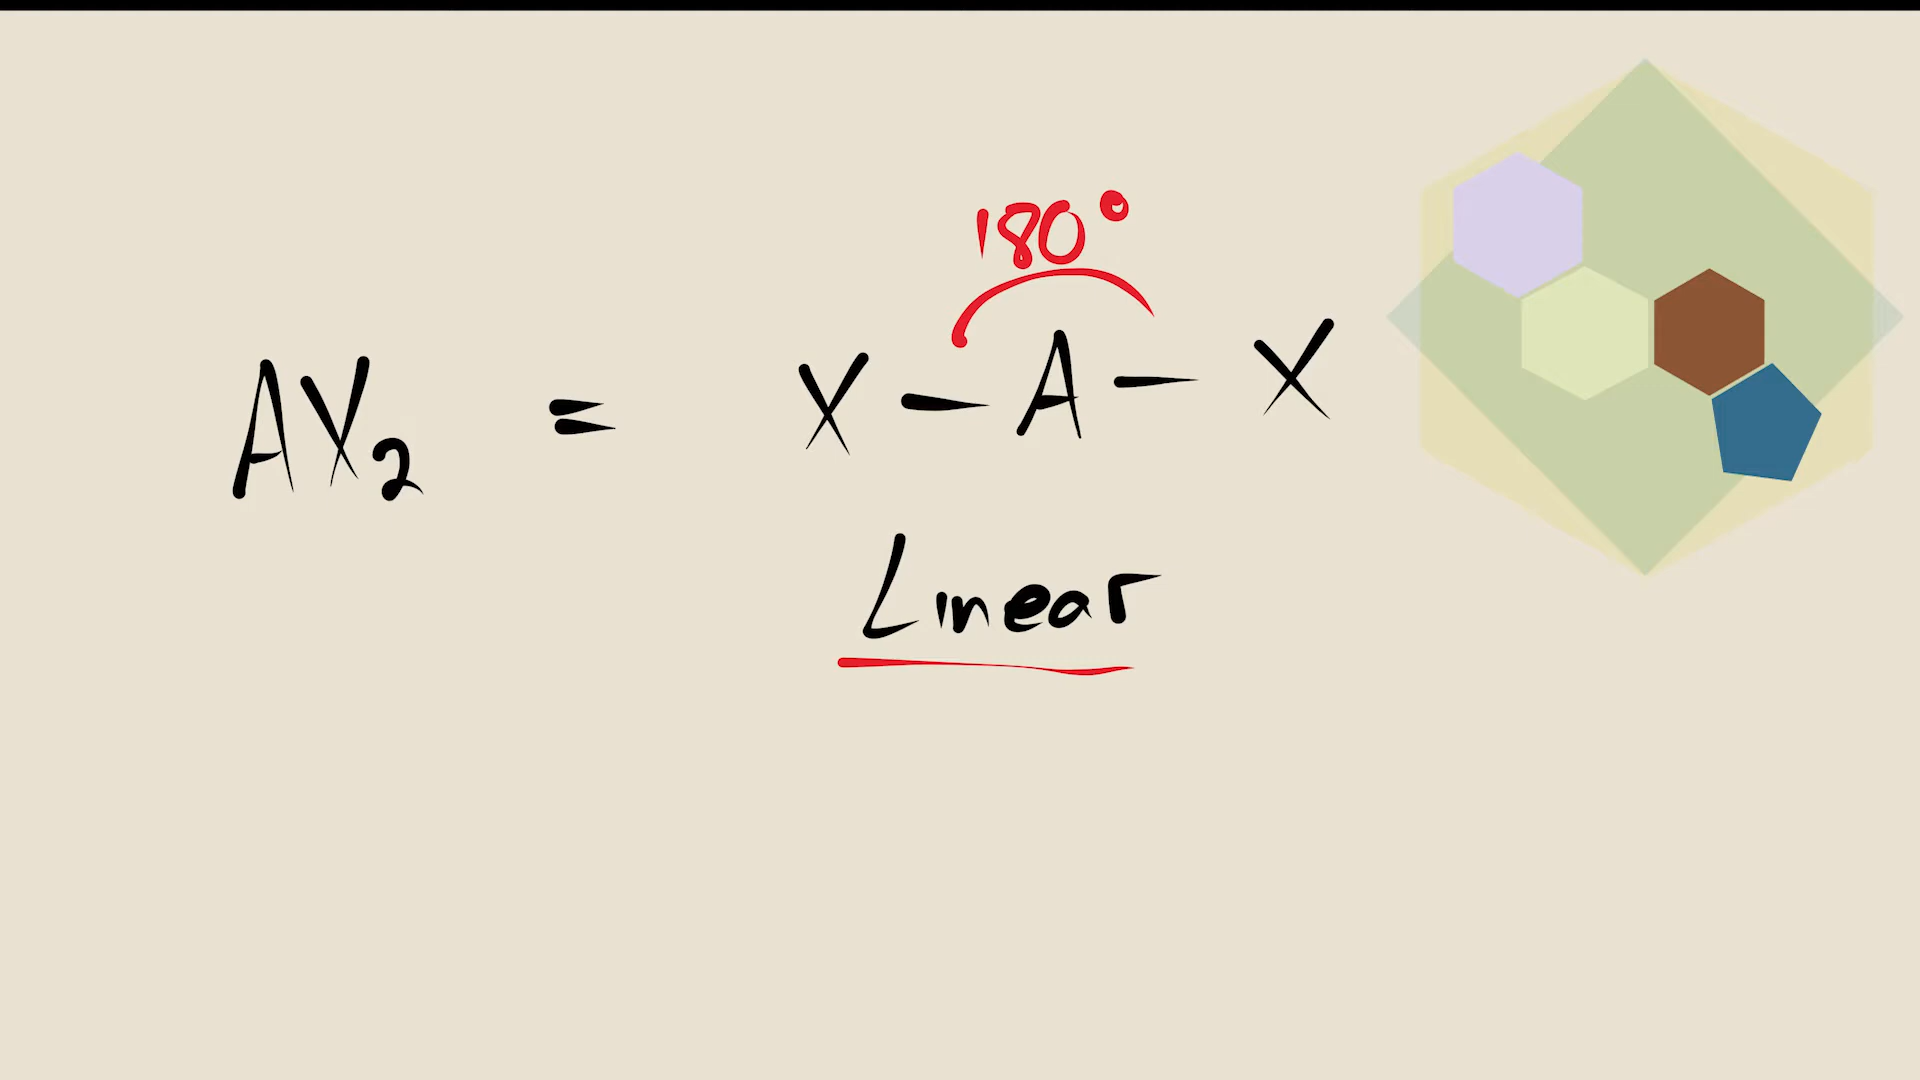 180°
AX₂ = X – A – X
Linear